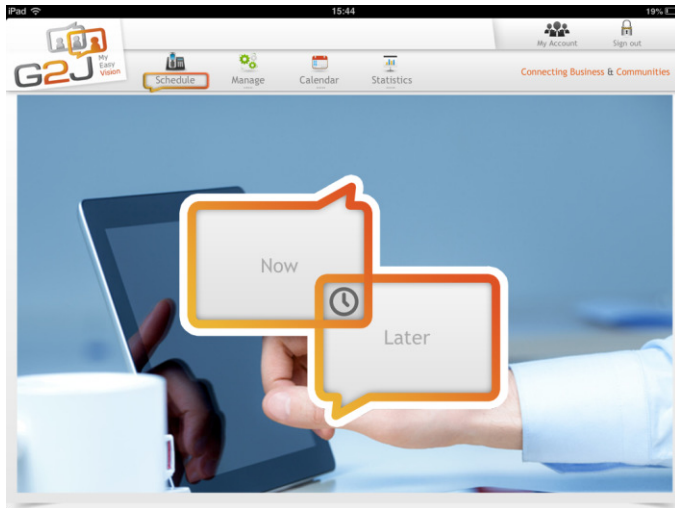 iPad 15:44 19%
My Account Sign out
G2J My Easy Vision
Schedule Manage Calendar Statistics
Connecting Business & Communities
Now
Later